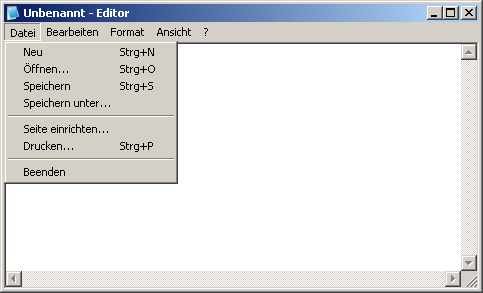 Unbenannt - Editor
Datei Bearbeiten Format Ansicht ?
Neu Strg+N
Öffnen... Strg+O
Speichern Strg+S
Speichern unter...
Seite einrichten...
Drucken... Strg+P
Beenden